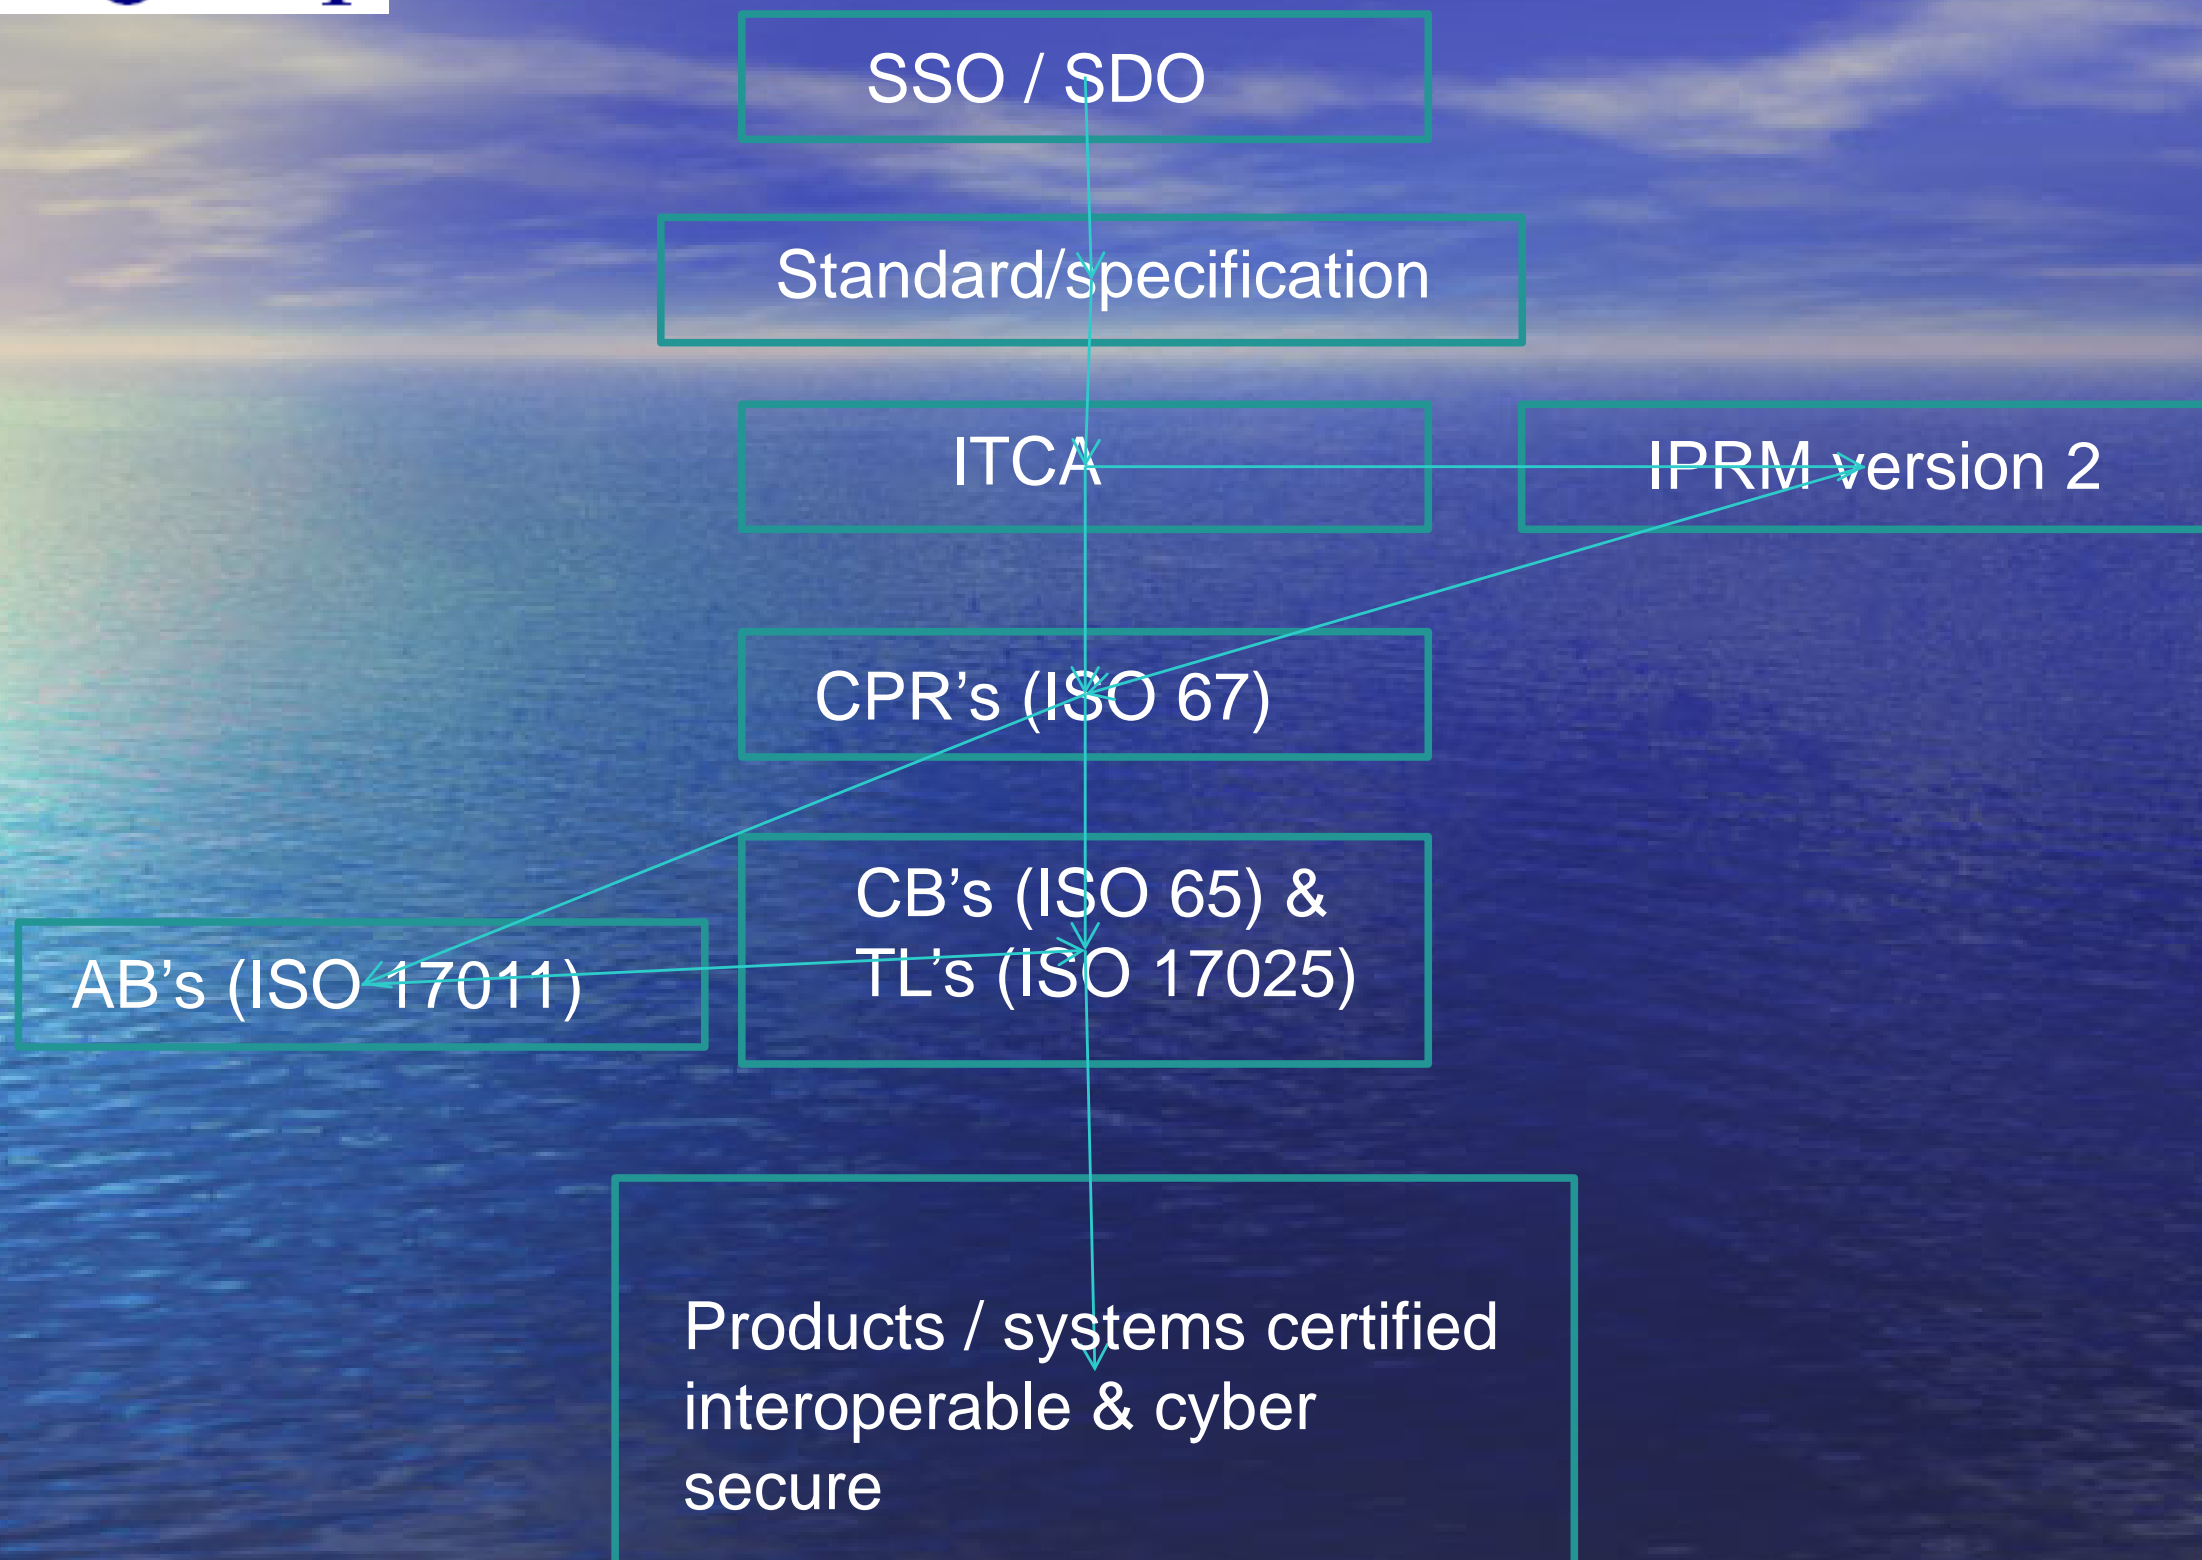 SSO / SDO
Standard/specification
ITCA
IPRM version 2
CPR’s (ISO 67)
CB’s (ISO 65) &
TL’s (ISO 17025)
AB’s (ISO 17011)
Products / systems certified
interoperable & cyber
secure